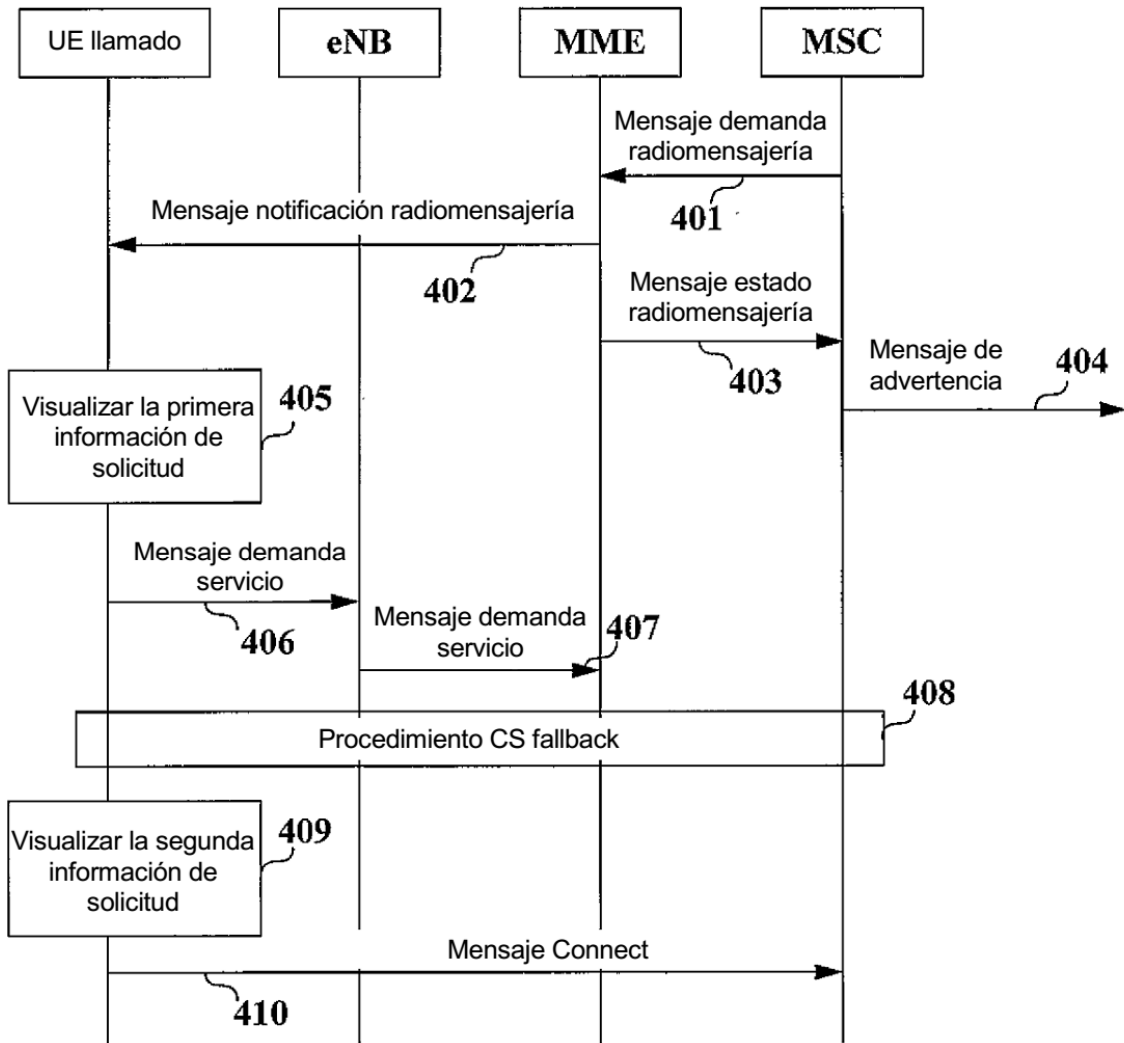 UE llamado
eNB
MME
MSC
Mensaje demanda
radiomensajería
401
Mensaje notificación radiomensajería
402
Mensaje estado
radiomensajería
403
Mensaje de
advertencia
404
Visualizar la primera
información de
solicitud
405
Mensaje demanda
servicio
406
Mensaje demanda
servicio
407
408
Procedimiento CS fallback
Visualizar la segunda
información de
solicitud
409
Mensaje Connect
410